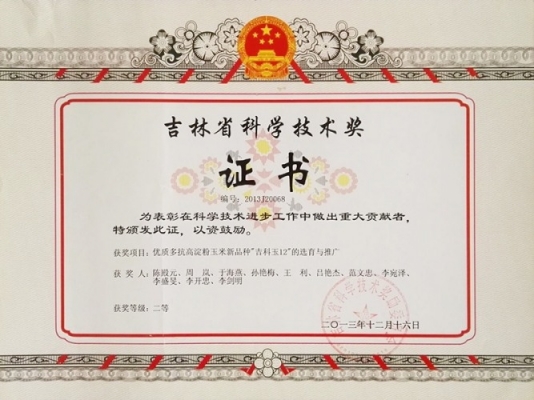 吉林省科学技术奖
证书
编号：2013J20068
为表彰在科学技术进步工作中做出重大贡献者，
特颁发此证，以资鼓励。
获奖项目：优质多抗高淀粉玉米新品种"吉科玉12"的选育与推广
获 奖 人：陈殿元、周 岚、于海燕、孙艳梅、王 利、吕艳杰、范文忠、李宛泽、
李盛旻、李开忠、李剑明
获奖等级：二等
二〇一三年十二月十六日